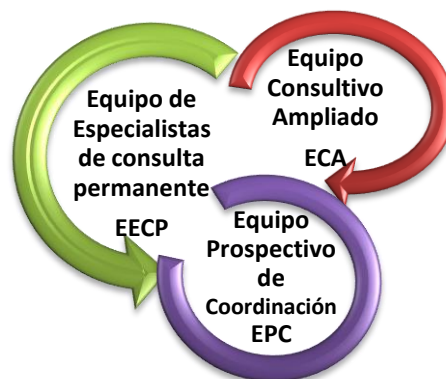 Equipo de
Especialistas
de consulta
permanente
EECP
Equipo
Consultivo
Ampliado
ECA
Equipo
Prospectivo
de
Coordinación
EPC